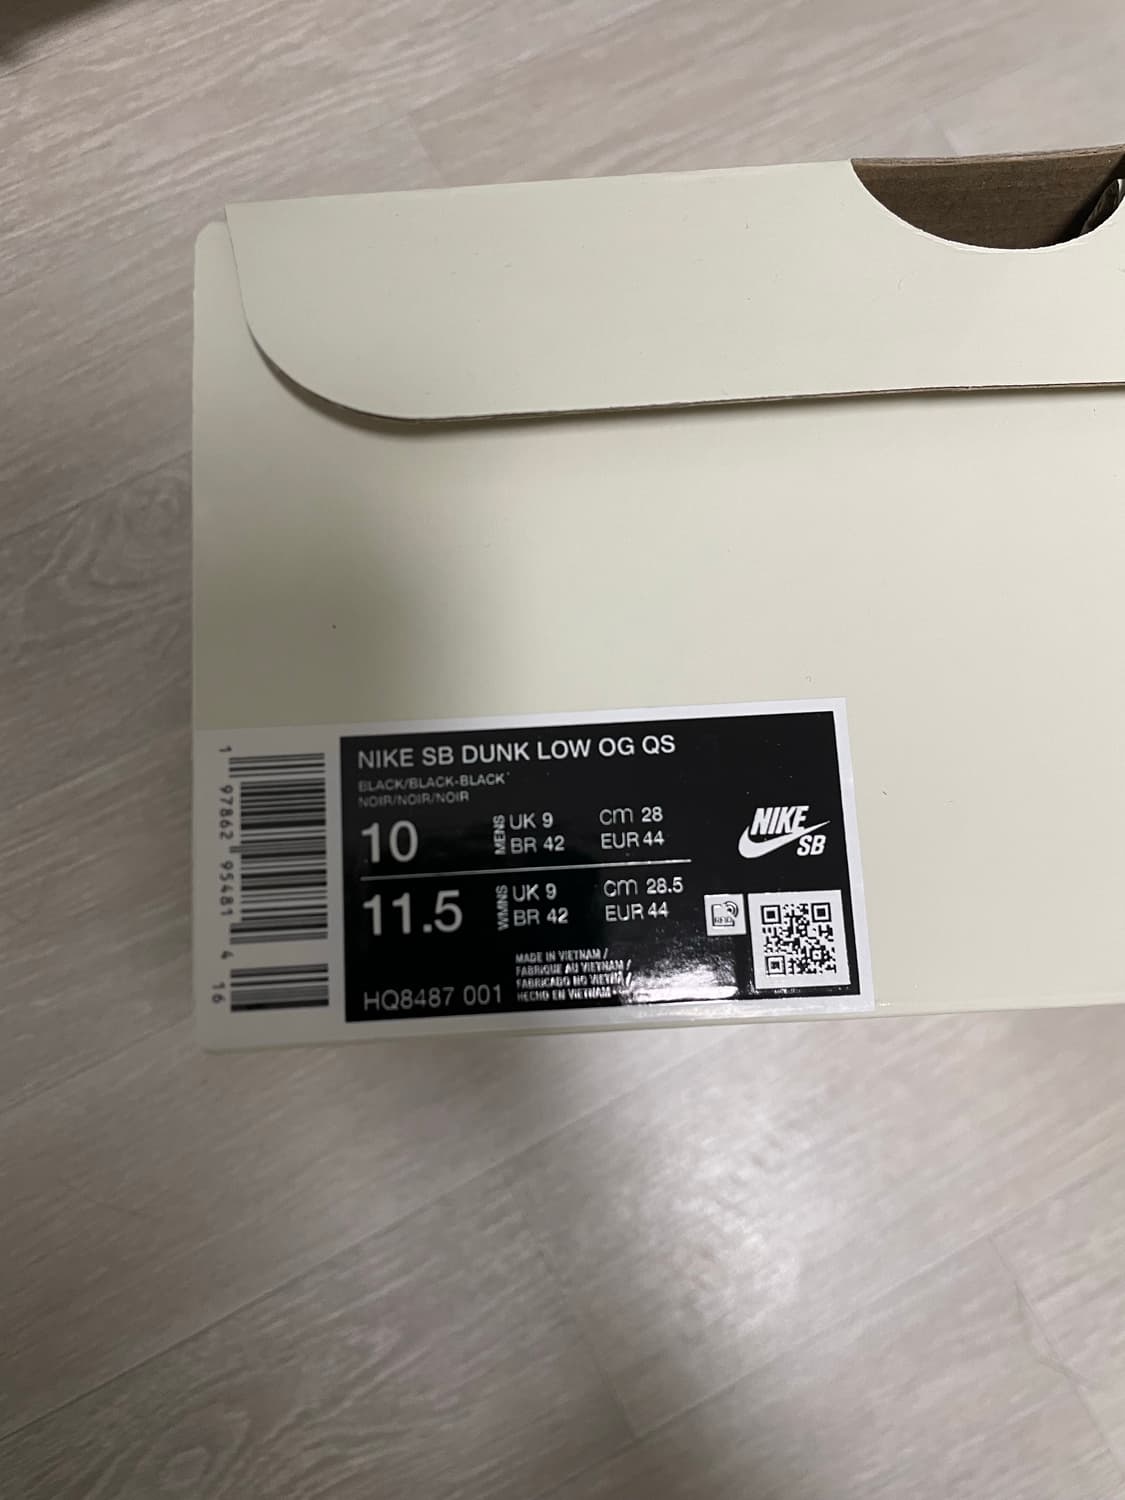 NIKE SB DUNK LOW OG QS
BLACK/BLACK-BLACK
NOIR/NOIR/NOIR
10 MENS UK 9 cm 28
BR 42 EUR 44
11.5 WMNS UK 9 cm 28.5
BR 42 EUR 44
MADE IN VIETNAM /
FABRIQUE AU VIETNAM /
FABRICADO NO VIETNÃ /
HECHO EN VIETNAM
HQ8487 001
NIKE
SB
RFID
1 97862 95481 4 16